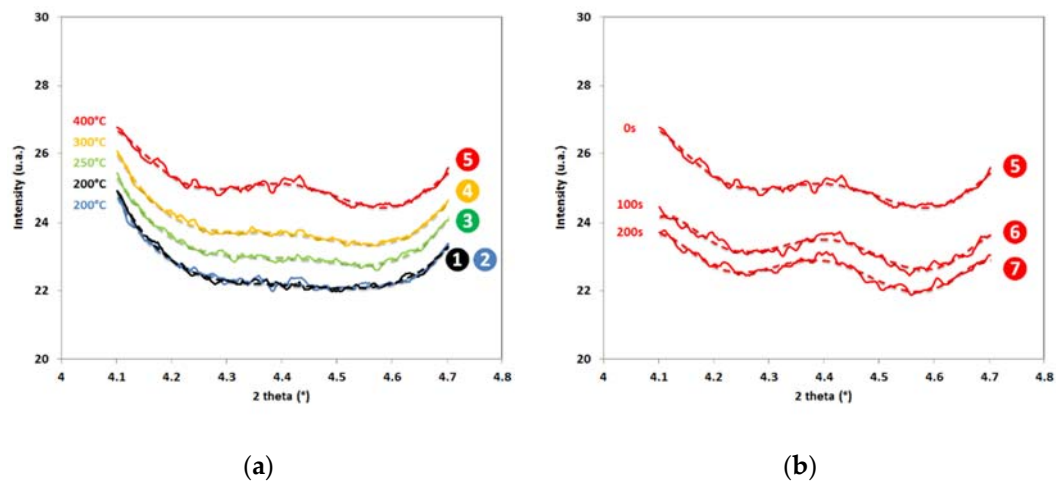 30
28
26
24
22
20
Intensity (u.a.)
400°C
300°C
250°C
200°C
200°C
5
4
3
1 2
4 4.1 4.2 4.3 4.4 4.5 4.6 4.7 4.8
2 theta (°)
(a)
30
28
26
24
22
20
Intensity (u.a.)
0s
100s
200s
5
6
7
4 4.1 4.2 4.3 4.4 4.5 4.6 4.7 4.8
2 theta (°)
(b)